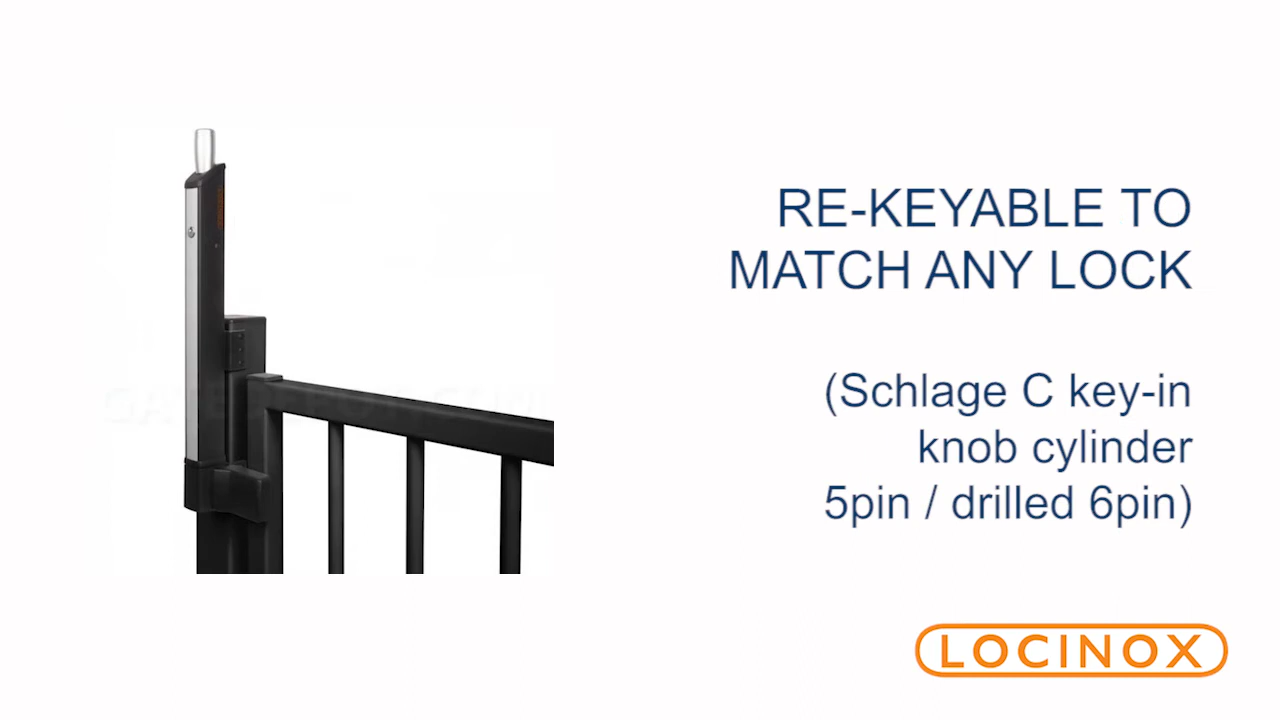 RE-KEYABLE TO
MATCH ANY LOCK
(Schlage C key-in
knob cylinder
5pin / drilled 6pin)
LOCINOX